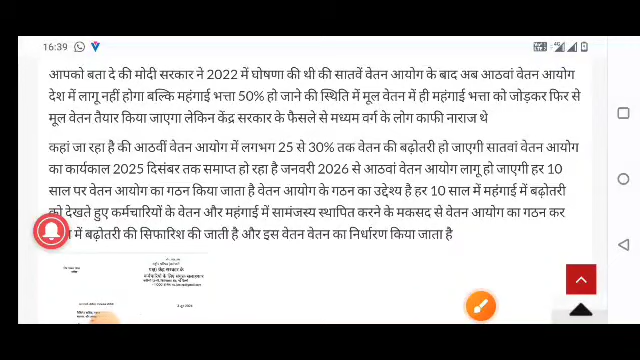 16:39
आपको बता दे की मोदी सरकार ने 2022 में घोषणा की थी की सातवें वेतन आयोग के बाद अब आठवां वेतन आयोग
देश में लागू नहीं होगा बल्कि महंगाई भत्ता 50% हो जाने की स्थिति में मूल वेतन में ही महंगाई भत्ता को जोड़कर फिर से
मूल वेतन तैयार किया जाएगा लेकिन केंद्र सरकार के फैसले से मध्यम वर्ग के लोग काफी नाराज थे
कहां जा रहा है की आठवीं वेतन आयोग में लगभग 25 से 30% तक वेतन की बढ़ोतरी हो जाएगी सातवां वेतन आयोग
का कार्यकाल 2025 दिसंबर तक समाप्त हो रहा है जनवरी 2026 से आठवां वेतन आयोग लागू हो जाएगी हर 10
साल पर वेतन आयोग का गठन किया जाता है वेतन आयोग के गठन का उद्देश्य है हर 10 साल में महंगाई में बढ़ोतरी
को देखते हुए कर्मचारियों के वेतन और महंगाई में सामंजस्य स्थापित करने के मकसद से वेतन आयोग का गठन कर
में बढ़ोतरी की सिफारिश की जाती है और इस वेतन वेतन का निर्धारण किया जाता है